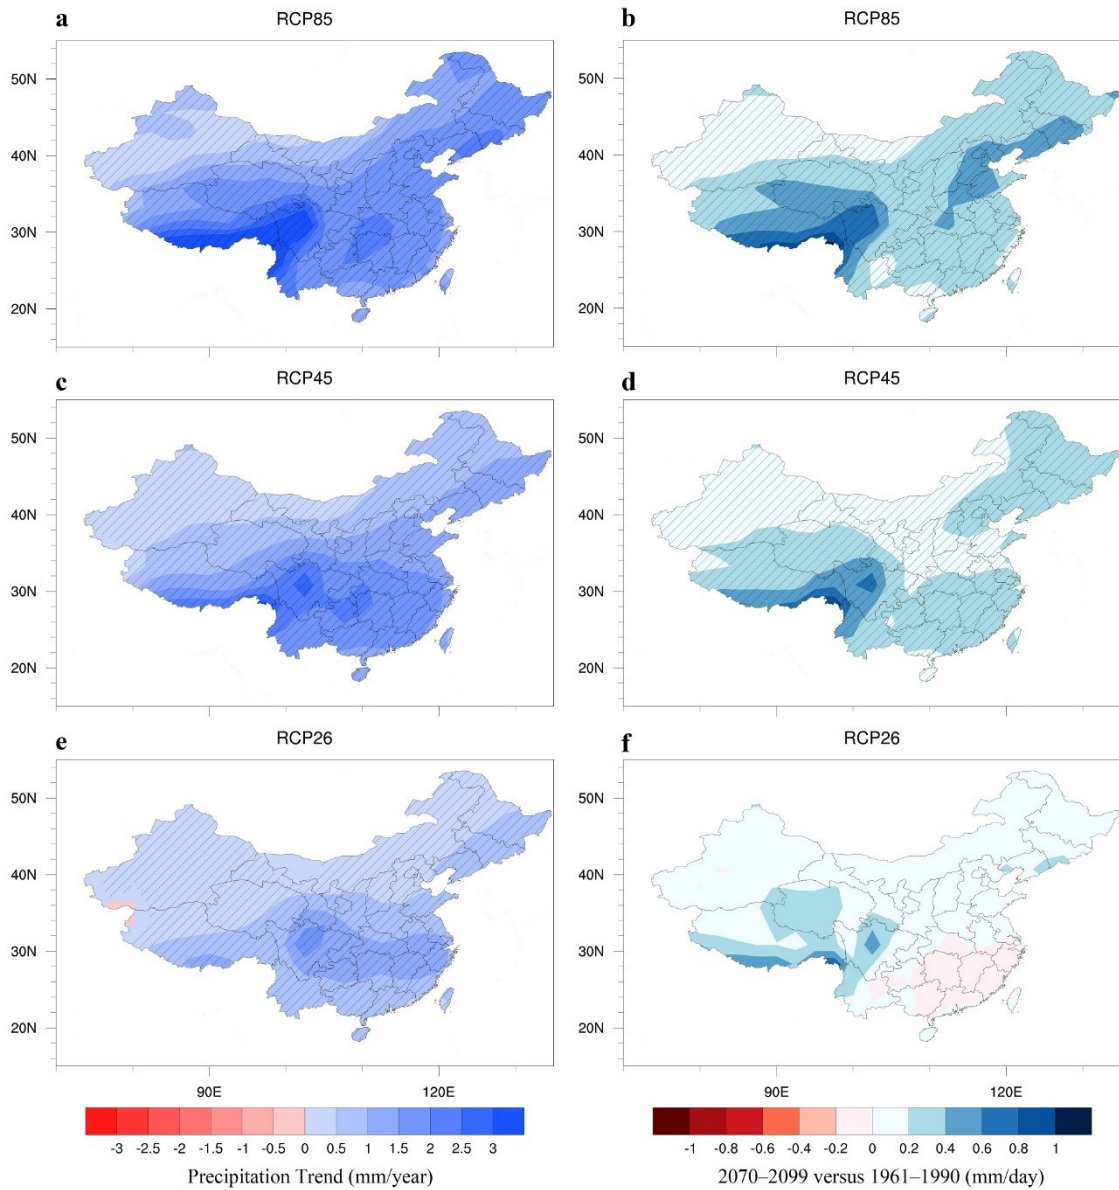 a RCP85
b RCP85
50N 50N
40N 40N
30N 30N
20N 20N
c RCP45
d RCP45
50N 50N
40N 40N
30N 30N
20N 20N
e RCP26
f RCP26
50N 50N
40N 40N
30N 30N
20N 20N
90E 120E 90E 120E
-3 -2.5 -2 -1.5 -1 -0.5 0 0.5 1 1.5 2 2.5 3
-1 -0.8 -0.6 -0.4 -0.2 0 0.2 0.4 0.6 0.8 1
Precipitation Trend (mm/year)
2070–2099 versus 1961–1990 (mm/day)